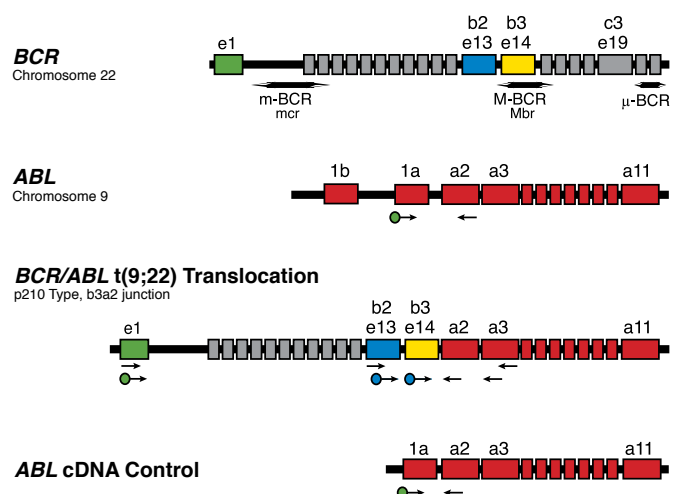 b2 b3 c3
e1 e13 e14 e19
BCR
Chromosome 22
m-BCR M-BCR µ-BCR
mcr Mbr
1b 1a a2 a3 a11
ABL
Chromosome 9
BCR/ABL t(9;22) Translocation
p210 Type, b3a2 junction
b2 b3
e1 e13 e14 a2 a3 a11
1a a2 a3 a11
ABL cDNA Control